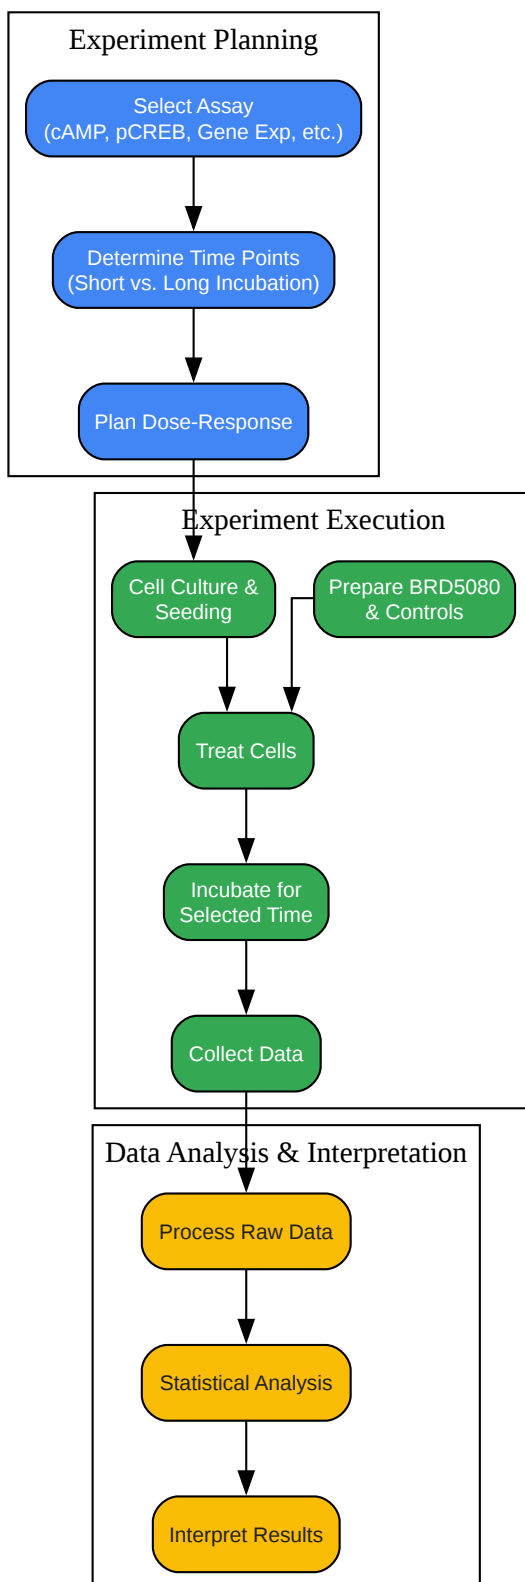 Experiment Planning
Select Assay
(cAMP, pCREB, Gene Exp, etc.)
Determine Time Points
(Short vs. Long Incubation)
Plan Dose-Response
Experiment Execution
Cell Culture &
Seeding
Prepare BRD5080
& Controls
Treat Cells
Incubate for
Selected Time
Collect Data
Data Analysis & Interpretation
Process Raw Data
Statistical Analysis
Interpret Results